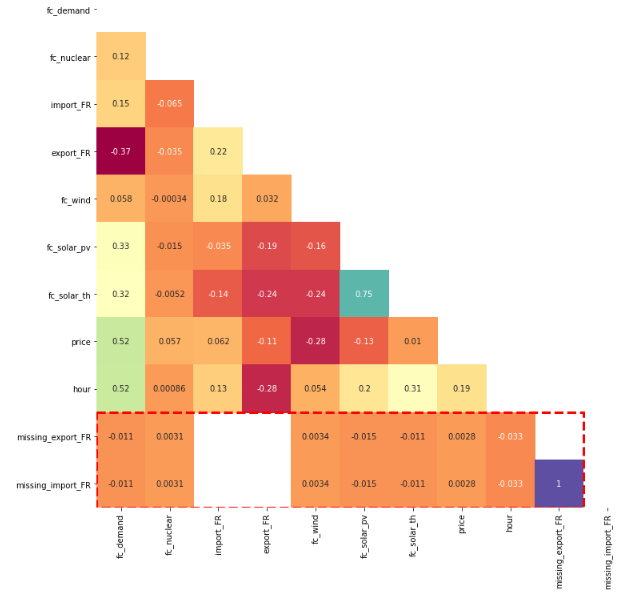 fc_demand
fc_nuclear 0.12
import_FR 0.15 -0.065
export_FR -0.37 -0.035 0.22
fc_wind 0.058 -0.00034 0.18 0.032
fc_solar_pv 0.33 -0.015 -0.035 -0.19 -0.16
fc_solar_th 0.32 -0.0052 -0.14 -0.24 -0.24 0.75
price 0.52 0.057 0.062 -0.11 -0.28 -0.13 0.01
hour 0.52 0.00086 0.13 -0.28 0.054 0.2 0.31 0.19
missing_export_FR -0.011 0.0031 0.0034 -0.015 -0.011 0.0028 -0.033
missing_import_FR -0.011 0.0031 0.0034 -0.015 -0.011 0.0028 -0.033 1
fc_demand
fc_nuclear
import_FR
export_FR
fc_wind
fc_solar_pv
fc_solar_th
price
hour
missing_export_FR
missing_import_FR